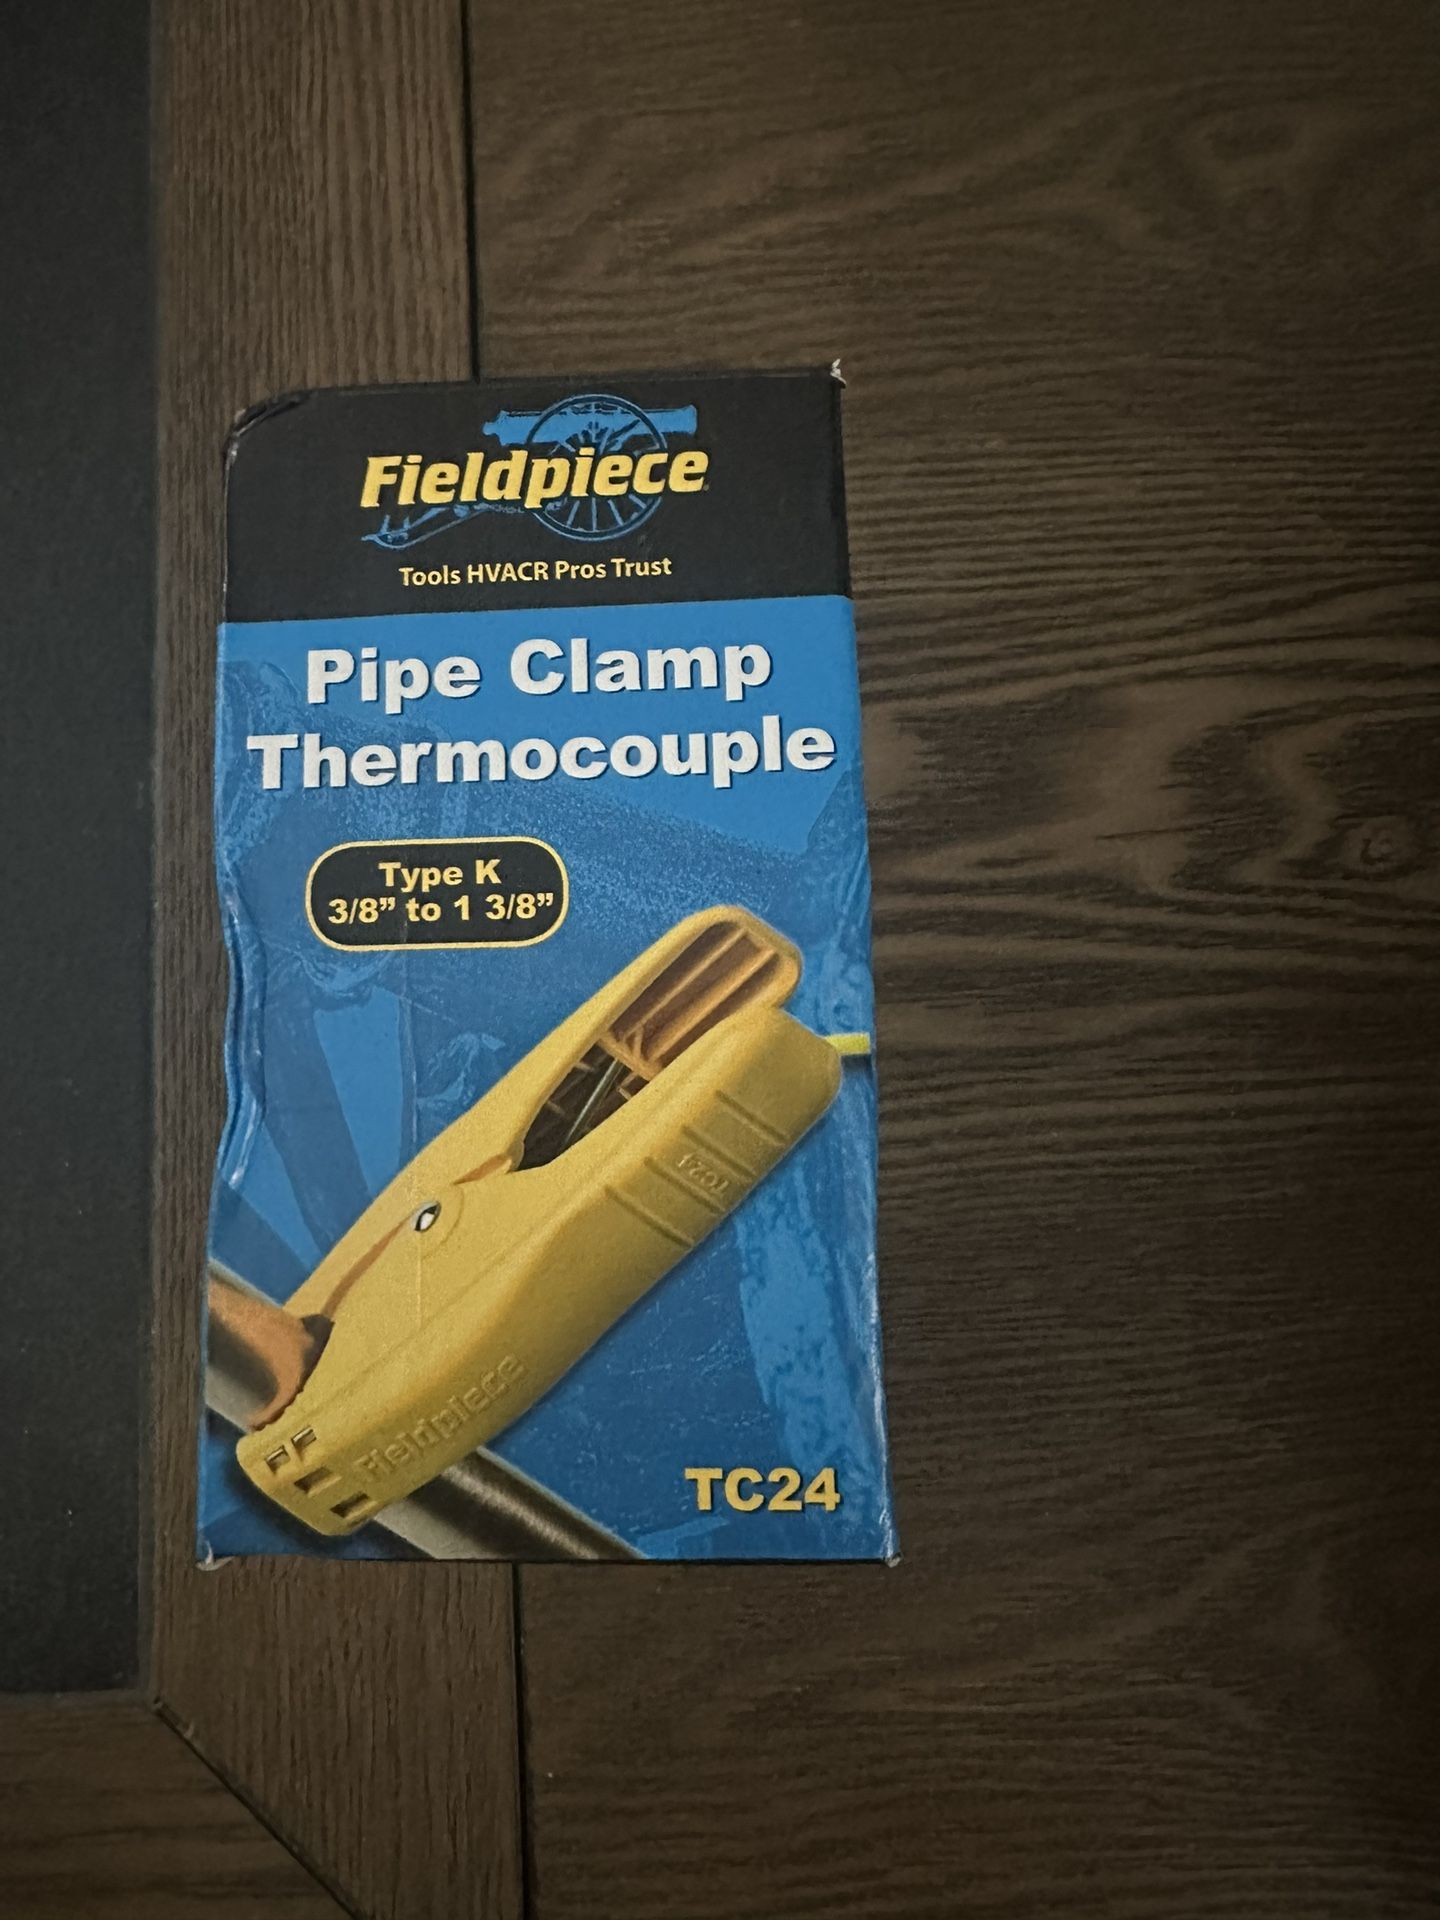 Fieldpiece
Tools HVACR Pros Trust
Pipe Clamp
Thermocouple
Type K
3/8” to 1 3/8”
TC24
Fieldpiece
TC24